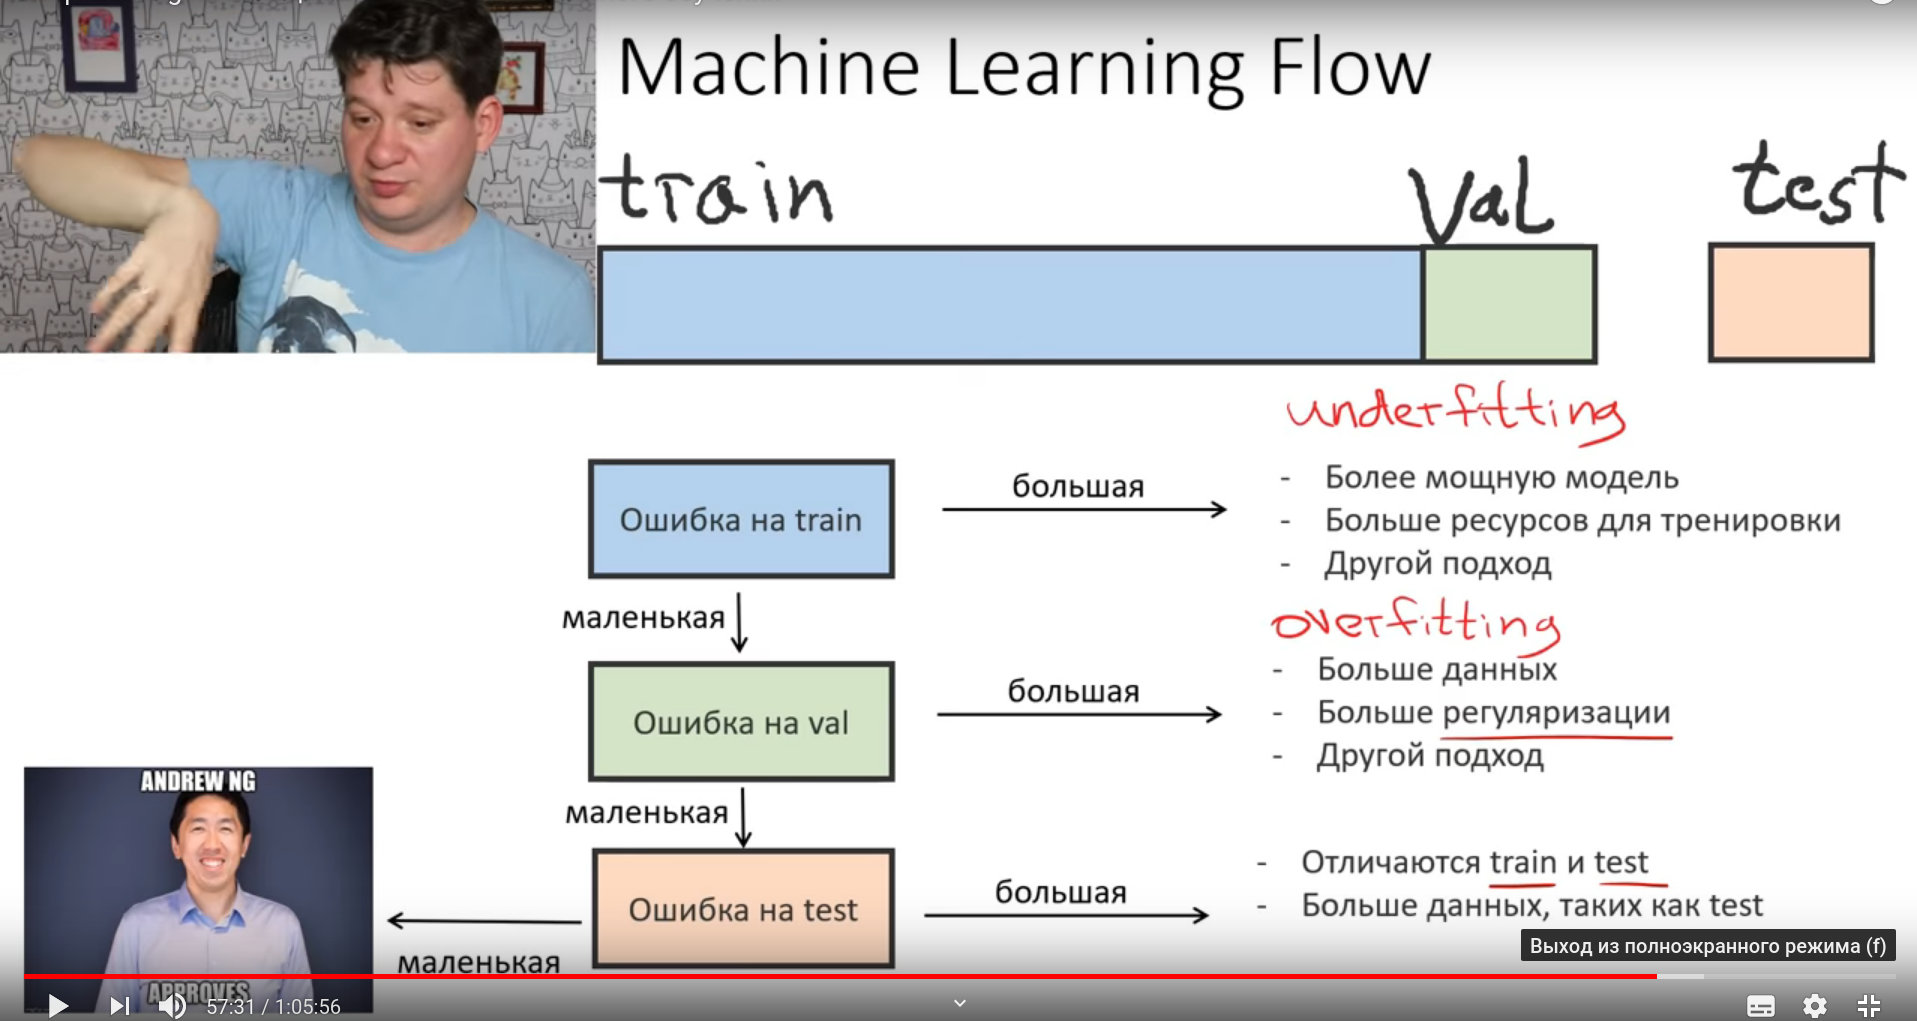 Machine Learning Flow
train
val
test
underfitting
Ошибка на train
большая
- Более мощную модель
- Больше ресурсов для тренировки
- Другой подход
маленькая
overfitting
Ошибка на val
большая
- Больше данных
- Больше регуляризации
- Другой подход
маленькая
Ошибка на test
большая
- Отличаются train и test
- Больше данных, таких как test
маленькая
ANDREW NG
APPROVES
Выход из полноэкранного режима (f)
57:31 / 1:05:56